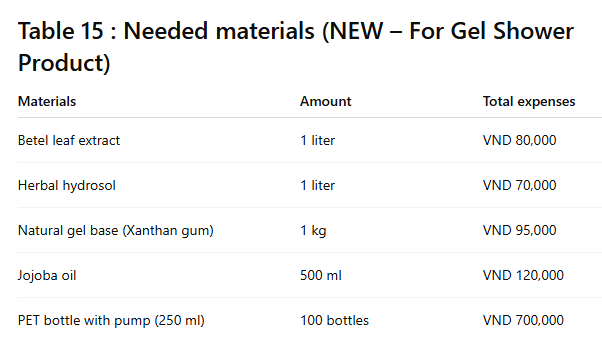 Table 15 : Needed materials (NEW – For Gel Shower
Product)
Materials Amount Total expenses
Betel leaf extract 1 liter VND 80,000
Herbal hydrosol 1 liter VND 70,000
Natural gel base (Xanthan gum) 1 kg VND 95,000
Jojoba oil 500 ml VND 120,000
PET bottle with pump (250 ml) 100 bottles VND 700,000